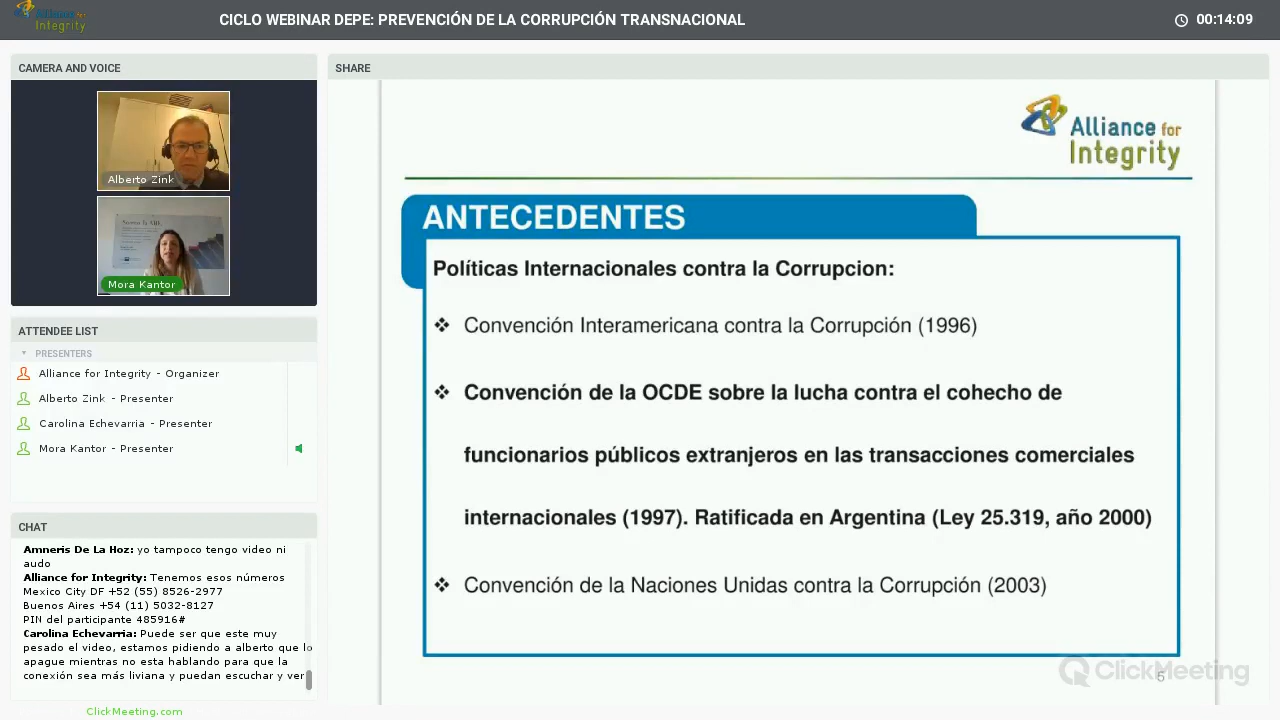 Alliance for
Integrity
CICLO WEBINAR DEPE: PREVENCIÓN DE LA CORRUPCIÓN TRANSNACIONAL
00:14:09
CAMERA AND VOICE
Alberto Zink
Mora Kantor
ATTENDEE LIST
PRESENTERS
Alliance for Integrity - Organizer
Alberto Zink - Presenter
Carolina Echevarria - Presenter
Mora Kantor - Presenter
CHAT
Amneris De La Hoz: yo tampoco tengo video ni
audo
Alliance for Integrity: Tenemos esos números
Mexico City DF +52 (55) 8526-2977
Buenos Aires +54 (11) 5032-8127
PIN del participante 485916#
Carolina Echevarria: Puede ser que este muy
pesado el video, estamos pidiendo a alberto que lo
apague mientras no esta hablando para que la
conexión sea más liviana y puedan escuchar y ver
ClickMeeting.com
SHARE
Alliance for
Integrity
ANTECEDENTES
Políticas Internacionales contra la Corrupcion:
❖ Convención Interamericana contra la Corrupción (1996)
❖ Convención de la OCDE sobre la lucha contra el cohecho de
funcionarios públicos extranjeros en las transacciones comerciales
internacionales (1997). Ratificada en Argentina (Ley 25.319, año 2000)
❖ Convención de la Naciones Unidas contra la Corrupción (2003)
ClickMeeting
5